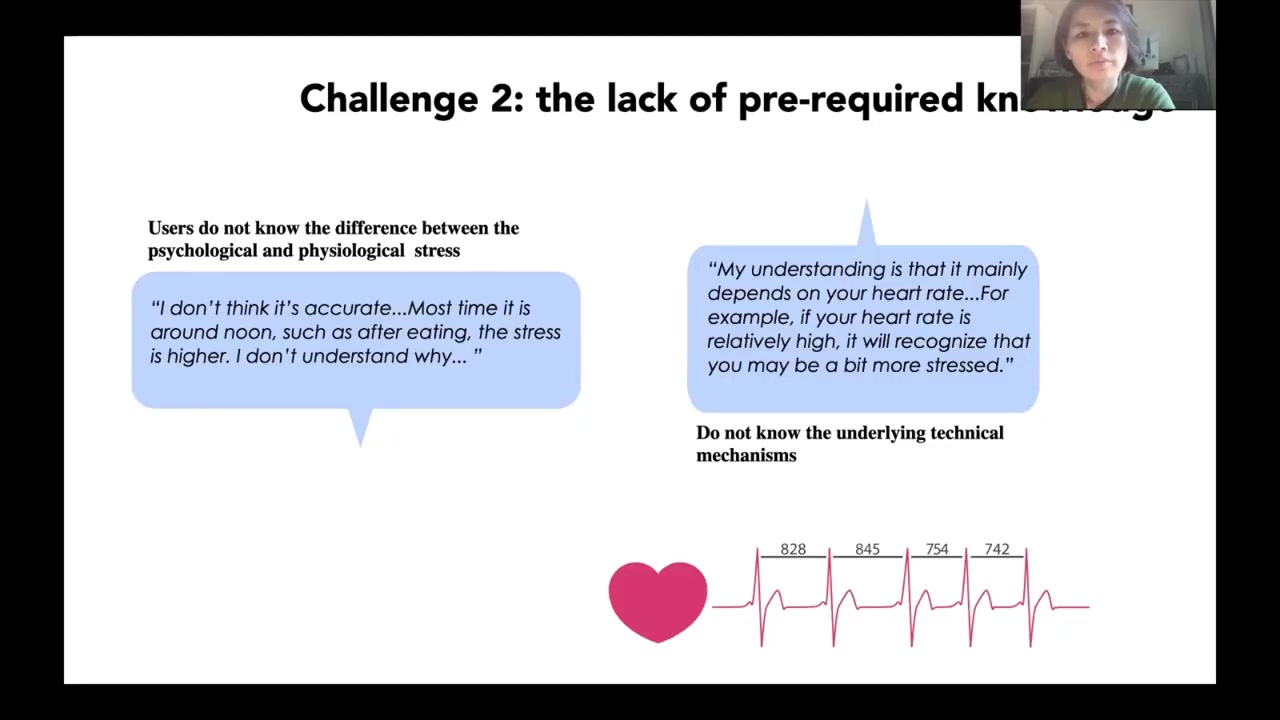 Challenge 2: the lack of pre-required
Users do not know the difference between the
psychological and physiological stress
“I don’t think it’s accurate...Most time it is
around noon, such as after eating, the stress
is higher. I don’t understand why... ”
“My understanding is that it mainly
depends on your heart rate...For
example, if your heart rate is
relatively high, it will recognize that
you may be a bit more stressed.”
Do not know the underlying technical
mechanisms
828 845 754 742